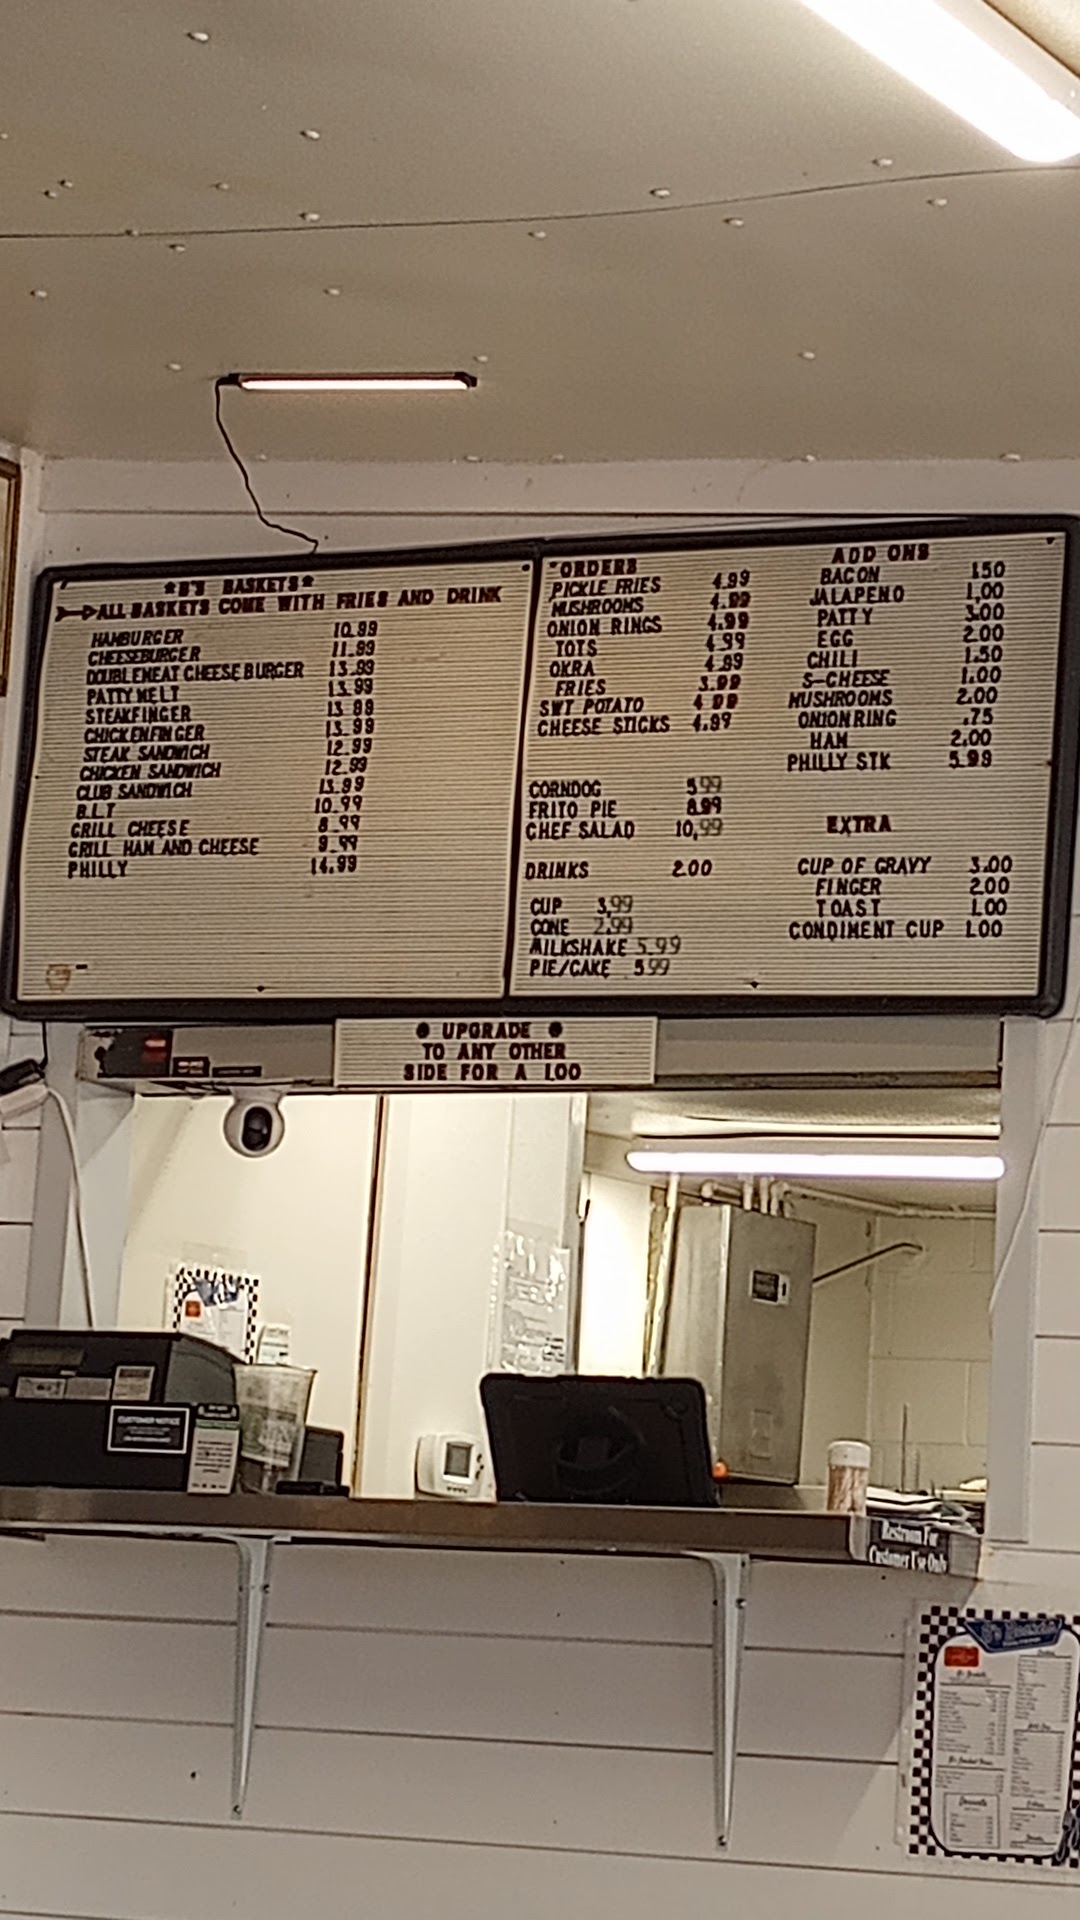 *B'S BASKETS*
ALL BASKETS COME WITH FRIES AND DRINK
HAMBURGER 10.99
CHEESEBURGER 11.99
DOUBLEMEAT CHEESEBURGER 13.99
PATTY MELT 13.99
STEAKFINGER 13.99
CHICKENFINGER 13.99
STEAK SANDWICH 12.99
CHICKEN SANDWICH 12.99
CLUB SANDWICH 13.99
B.L.T 10.99
GRILL CHEESE 8.99
GRILL HAM AND CHEESE 9.99
PHILLY 14.99
"ORDERS
PICKLE FRIES 4.99
MUSHROOMS 4.99
ONION RINGS 4.99
TOTS 4.99
OKRA 4.99
FRIES 3.99
SWT POTATO 4.99
CHEESE STICKS 4.99
CORNDOG 5.99
FRITO PIE 8.99
CHEF SALAD 10,99
DRINKS 2.00
CUP 3,99
CONE 2.99
MILKSHAKE 5.99
PIE/CAKE 5.99
ADD ONS
BACON 1.50
JALAPENO 1,00
PATTY 3.00
EGG 2.00
CHILI 1.50
S-CHEESE 1.00
MUSHROOMS 2.00
ONION RING .75
HAM 2.00
PHILLY STK 5.99
EXTRA
CUP OF GRAVY 3.00
FINGER 2.00
TOAST 1.00
CONDIMENT CUP 1.00
UPGRADE
TO ANY OTHER
SIDE FOR A 1.00
CUSTOMER NOTICE
Restroom For
Customer Use Only